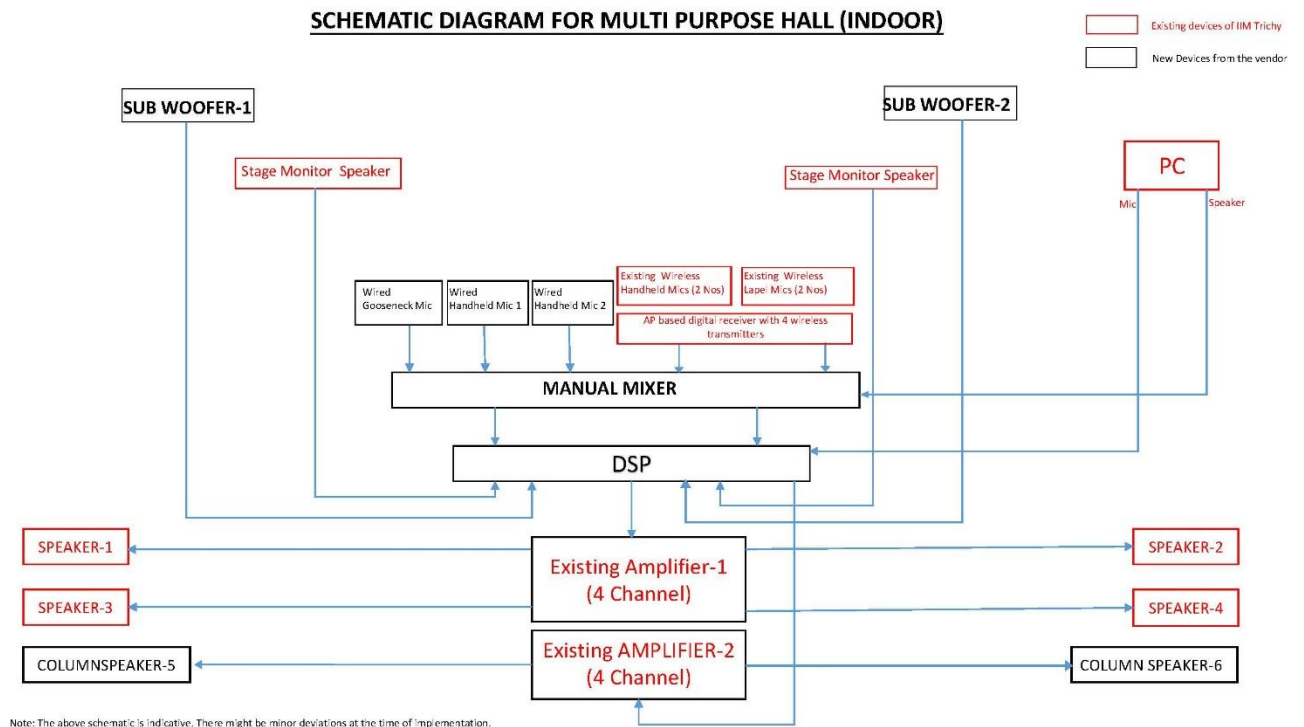 SCHEMATIC DIAGRAM FOR MULTI PURPOSE HALL (INDOOR)
Existing devices of IIM Trichy
New Devices from the vendor
SUB WOOFER-1
SUB WOOFER-2
Stage Monitor Speaker
Stage Monitor Speaker
PC
Mic
Speaker
Wired
Gooseneck Mic
Wired
Handheld Mic 1
Wired
Handheld Mic 2
Existing Wireless
Handheld Mics (2 Nos)
Existing Wireless
Lapel Mics (2 Nos)
AP based digital receiver with 4 wireless
transmitters
MANUAL MIXER
DSP
SPEAKER-1
Existing Amplifier-1
(4 Channel)
SPEAKER-2
SPEAKER-3
SPEAKER-4
COLUMNSPEAKER-5
Existing AMPLIFIER-2
(4 Channel)
COLUMN SPEAKER-6
Note: The above schematic is indicative. There might be minor deviations at the time of implementation.